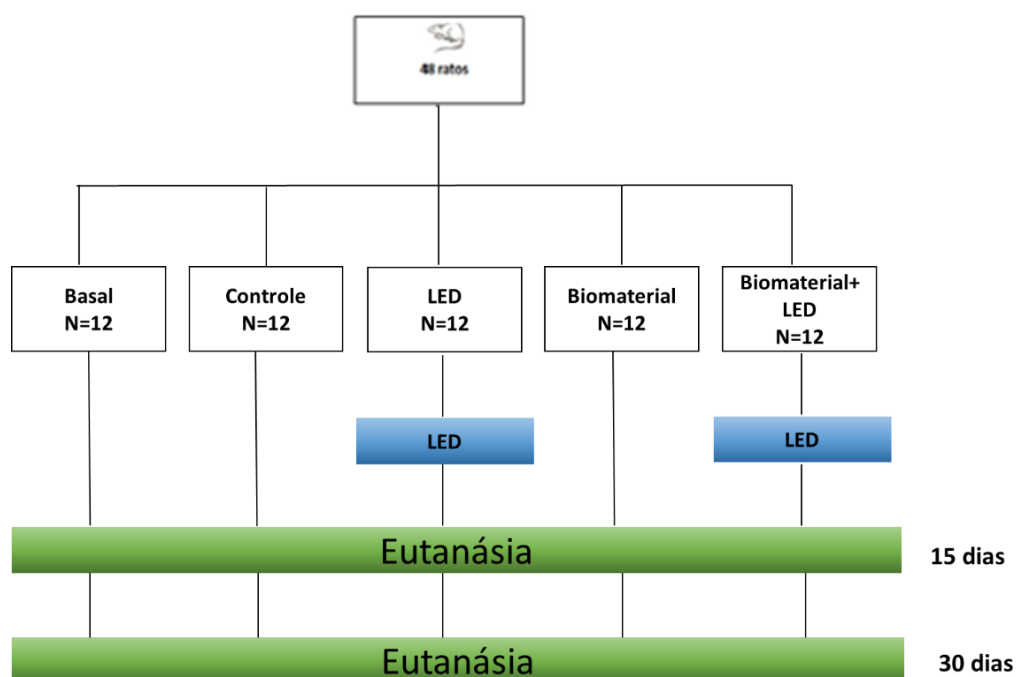 48 ratos
Basal
N=12
Controle
N=12
LED
N=12
Biomaterial
N=12
Biomaterial+
LED
N=12
LED
LED
Eutanásia
15 dias
Eutanásia
30 dias